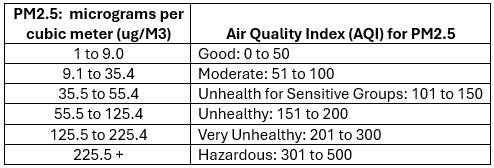 PM2.5:  micrograms per
cubic meter (ug/M3)
Air Quality Index (AQI) for PM2.5
1 to 9.0
Good: 0 to 50
9.1 to 35.4
Moderate: 51 to 100
35.5 to 55.4
Unhealth for Sensitive Groups: 101 to 150
55.5 to 125.4
Unhealthy: 151 to 200
125.5 to 225.4
Very Unhealthy: 201 to 300
225.5 +
Hazardous: 301 to 500